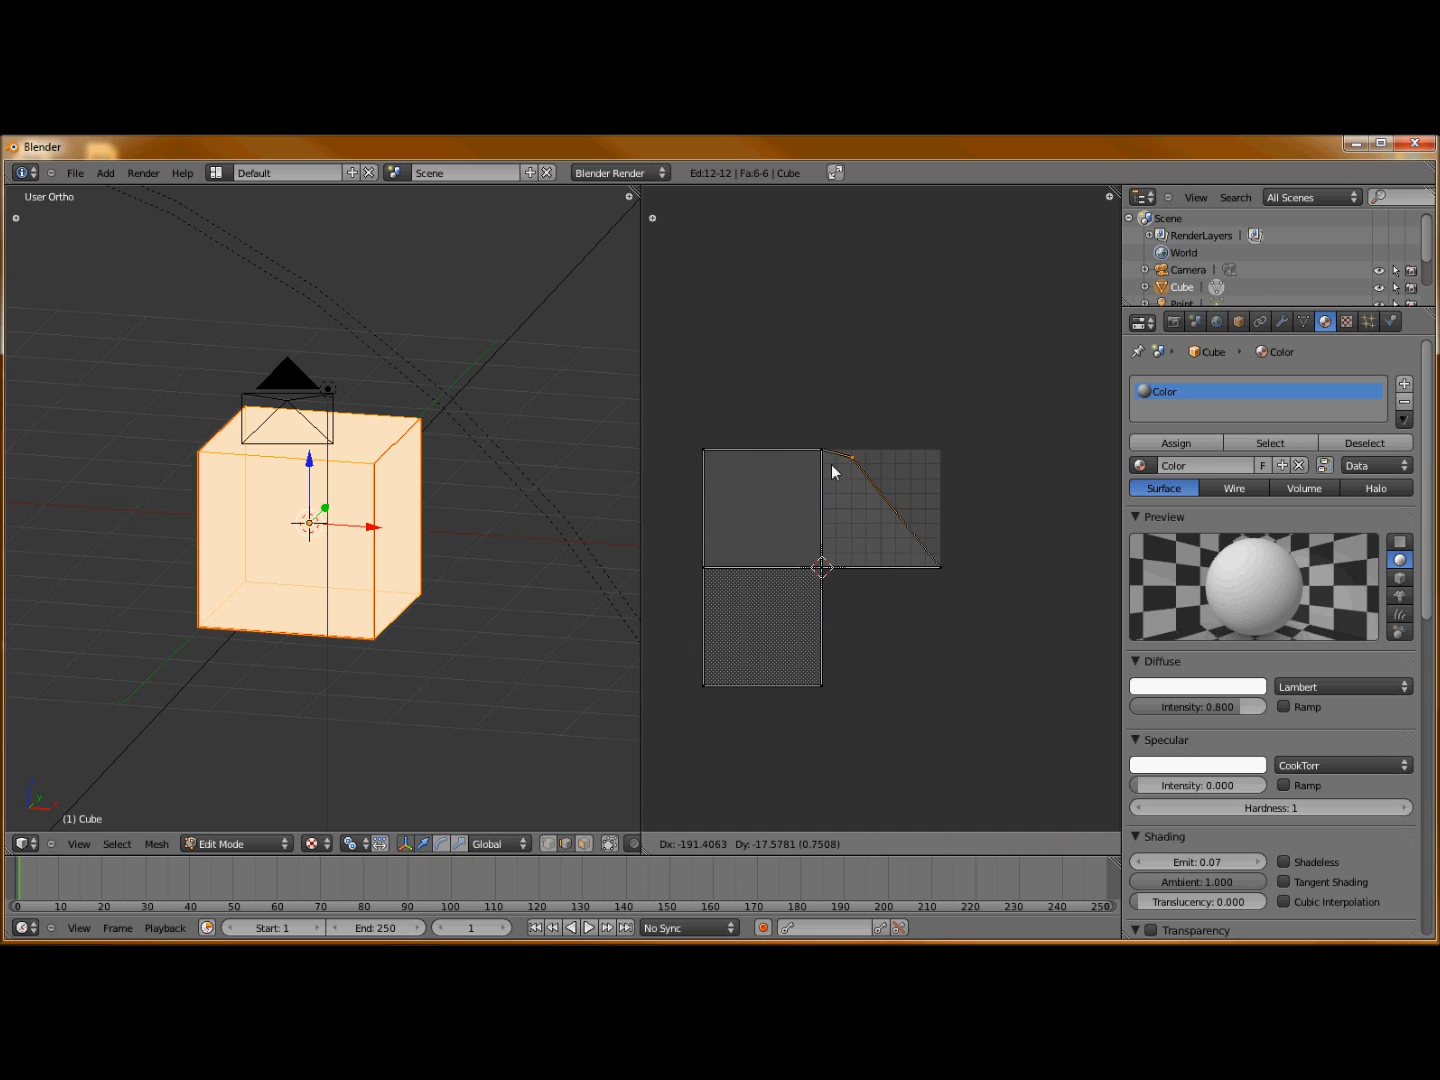 Blender
File Add Render Help Default Scene Blender Render Ed:12-12 | Fa:6-6 | Cube
User Ortho
View Search All Scenes
Scene
RenderLayers |
World
Camera |
Cube |
Point |
Cube Color
Color
Assign Select Deselect
Color F Data
Surface Wire Volume Halo
Preview
Diffuse
Lambert
Intensity: 0.800 Ramp
Specular
CookTorr
Intensity: 0.000 Ramp
Hardness: 1
Shading
Emit: 0.07 Shadeless
Ambient: 1.000 Tangent Shading
Translucency: 0.000 Cubic Interpolation
Transparency
(1) Cube
View Select Mesh Edit Mode Global Dx: -191.4063 Dy: -17.5781 (0.7508)
0 10 20 30 40 50 60 70 80 90 100 110 120 130 140 150 160 170 180 190 200 210 220 230 240 250
View Frame Playback Start: 1 End: 250 1 No Sync